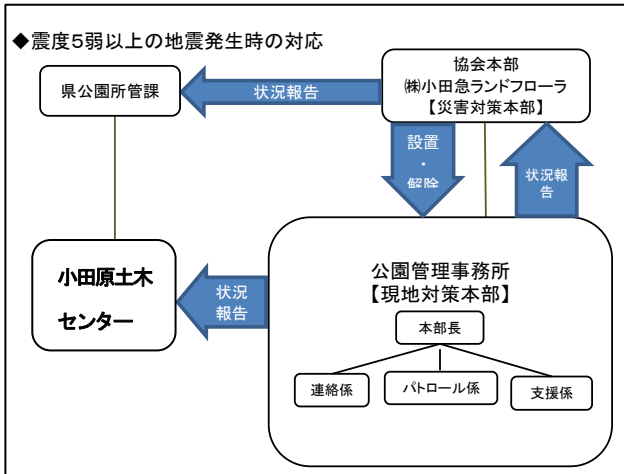 ◆震度5弱以上の地震発生時の対応
県公園所管課
状況報告
協会本部
㈱小田急ランドフローラ
【災害対策本部】
設置
・
解除
状況報
告
小田原土木
センター
状況
報告
公園管理事務所
【現地対策本部】
本部長
連絡係
パトロール係
支援係